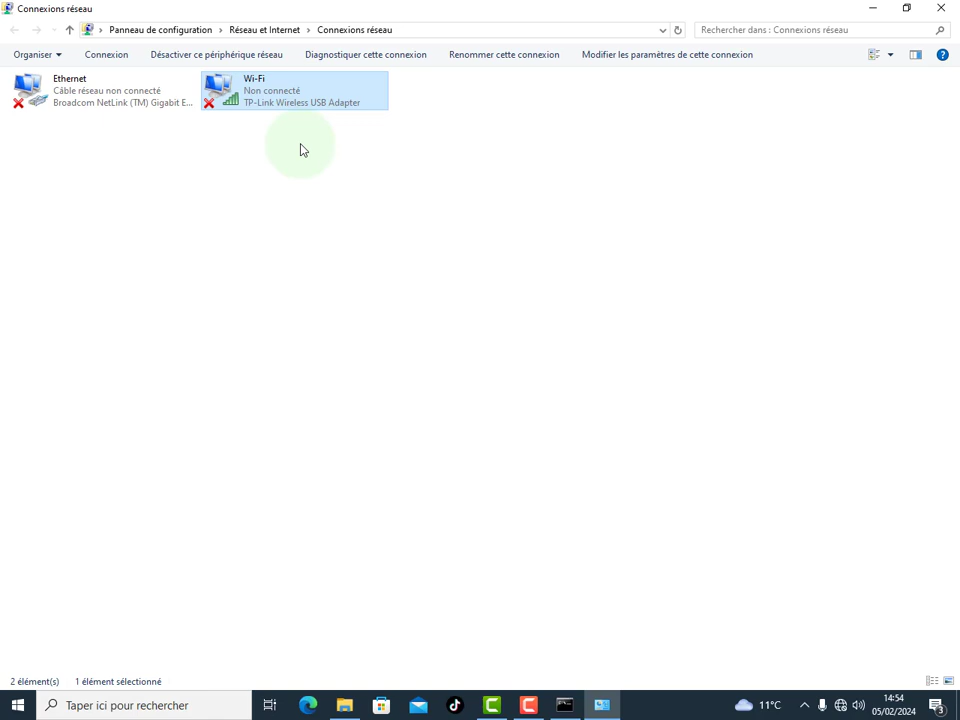 Connexions réseau
Panneau de configuration > Réseau et Internet > Connexions réseau
Rechercher dans : Connexions réseau
Organiser Connexion Désactiver ce périphérique réseau Diagnostiquer cette connexion Renommer cette connexion Modifier les paramètres de cette connexion
Ethernet
Câble réseau non connecté
Broadcom NetLink (TM) Gigabit E...
Wi-Fi
Non connecté
TP-Link Wireless USB Adapter
2 élément(s) 1 élément sélectionné
Taper ici pour rechercher
11°C
14:54
05/02/2024
3